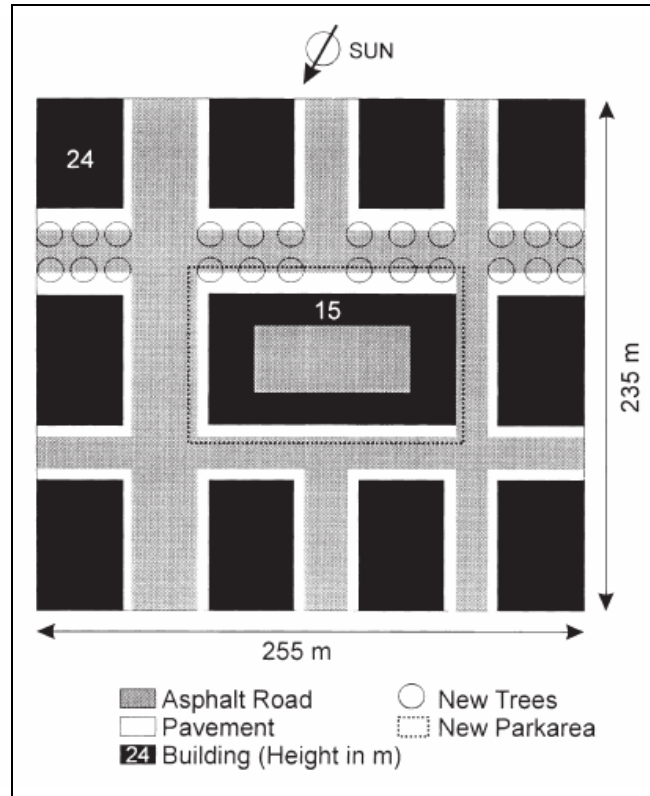 SUN
24
15
235 m
255 m
Asphalt Road
New Trees
Pavement
New Parkarea
24 Building (Height in m)